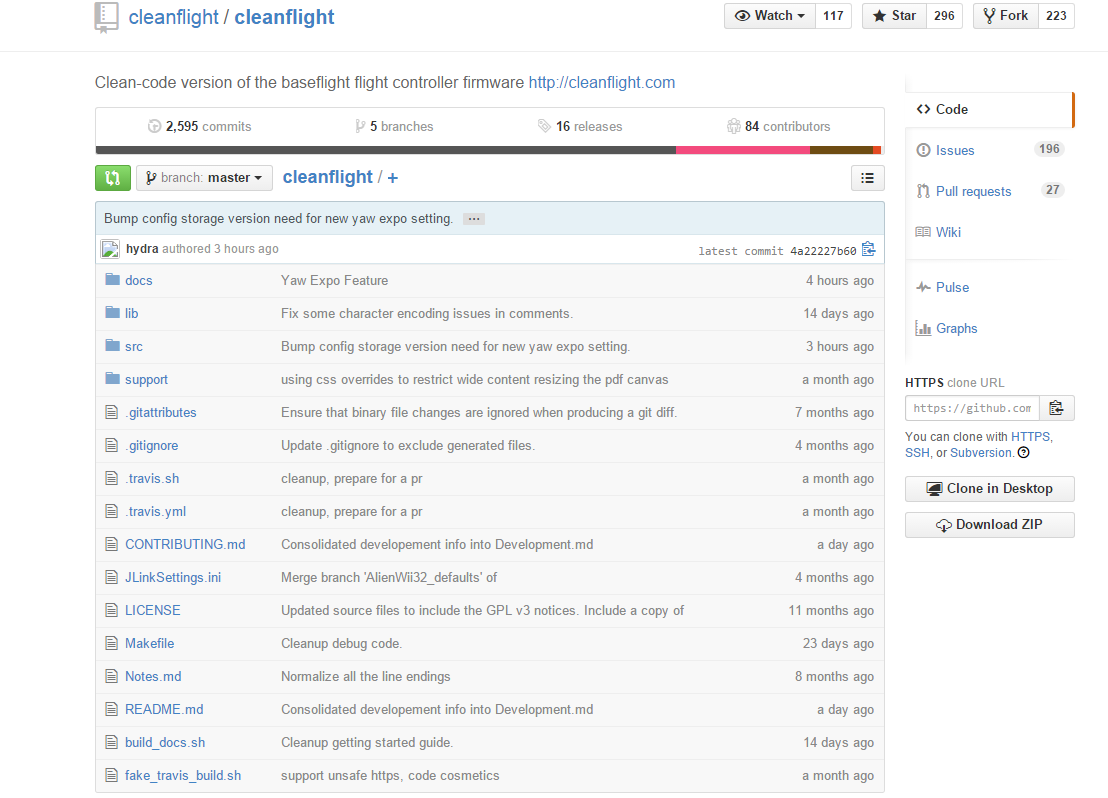 cleanflight / cleanflight Watch 117 Star 296 Fork 223
Clean-code version of the baseflight flight controller firmware http://cleanflight.com
2,595 commits 5 branches 16 releases 84 contributors
branch: master cleanflight / +
Bump config storage version need for new yaw expo setting. ...
hydra authored 3 hours ago latest commit 4a22227b60
docs Yaw Expo Feature 4 hours ago
lib Fix some character encoding issues in comments. 14 days ago
src Bump config storage version need for new yaw expo setting. 3 hours ago
support using css overrides to restrict wide content resizing the pdf canvas a month ago
.gitattributes Ensure that binary file changes are ignored when producing a git diff. 7 months ago
.gitignore Update .gitignore to exclude generated files. 4 months ago
.travis.sh cleanup, prepare for a pr a month ago
.travis.yml cleanup, prepare for a pr a month ago
CONTRIBUTING.md Consolidated developement info into Development.md a day ago
JLinkSettings.ini Merge branch 'AlienWii32_defaults' of 4 months ago
LICENSE Updated source files to include the GPL v3 notices. Include a copy of 11 months ago
Makefile Cleanup debug code. 23 days ago
Notes.md Normalize all the line endings 8 months ago
README.md Consolidated developement info into Development.md a day ago
build_docs.sh Cleanup getting started guide. 14 days ago
fake_travis_build.sh support unsafe https, code cosmetics a month ago
Code
Issues 196
Pull requests 27
Wiki
Pulse
Graphs
HTTPS clone URL
https://github.com
You can clone with HTTPS,
SSH, or Subversion.
Clone in Desktop
Download ZIP